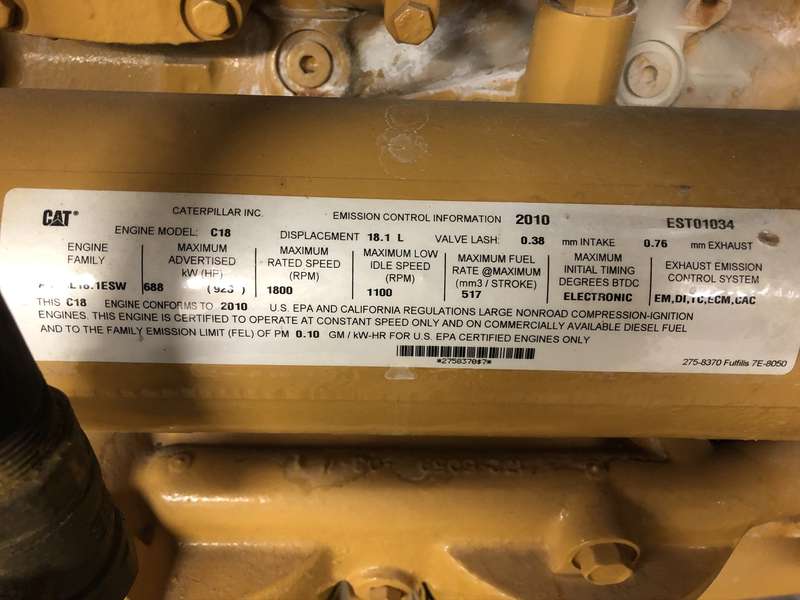 CAT® CATERPILLAR INC. EMISSION CONTROL INFORMATION 2010 EST01034
ENGINE MODEL: C18 DISPLACEMENT 18.1 L VALVE LASH: 0.38 mm INTAKE 0.76 mm EXHAUST
ENGINE FAMILY MAXIMUM ADVERTISED kW (HP) MAXIMUM RATED SPEED (RPM) MAXIMUM LOW IDLE SPEED (RPM) MAXIMUM FUEL RATE @MAXIMUM (mm3 / STROKE) MAXIMUM INITIAL TIMING DEGREES BTDC EXHAUST EMISSION CONTROL SYSTEM
688 1800 1100 517 ELECTRONIC EM,DI,TC,ECM,CAC
THIS C18 ENGINE CONFORMS TO 2010 U.S. EPA AND CALIFORNIA REGULATIONS LARGE NONROAD COMPRESSION-IGNITION
ENGINES. THIS ENGINE IS CERTIFIED TO OPERATE AT CONSTANT SPEED ONLY AND ON COMMERCIALLY AVAILABLE DIESEL FUEL
AND TO THE FAMILY EMISSION LIMIT (FEL) OF PM 0.10 GM / kW-HR FOR U.S. EPA CERTIFIED ENGINES ONLY
*2758370$7*
275-8370 Fulfills 7E-8050